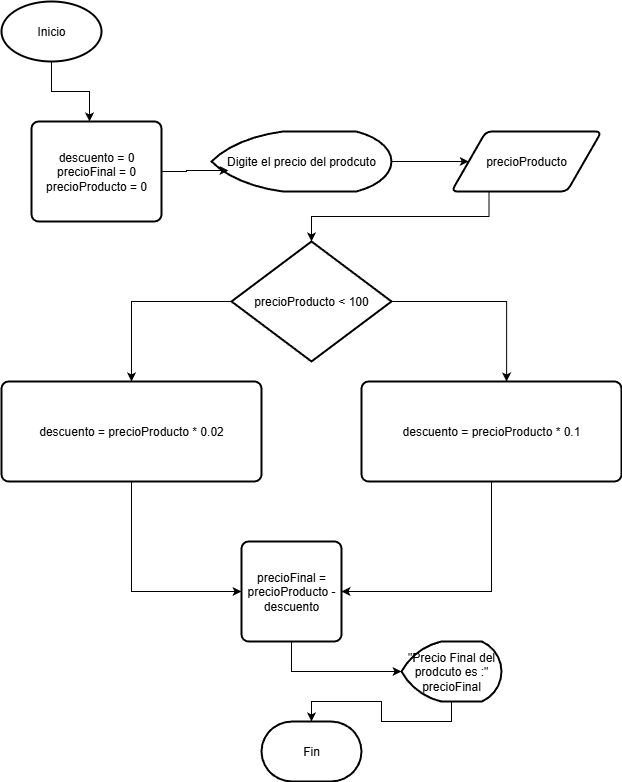 Inicio
descuento = 0
precioFinal = 0
precioProducto = 0
Digite el precio del prodcuto
precioProducto
precioProducto < 100
descuento = precioProducto * 0.02
descuento = precioProducto * 0.1
precioFinal =
precioProducto -
descuento
"Precio Final del
prodcuto es :"
precioFinal
Fin